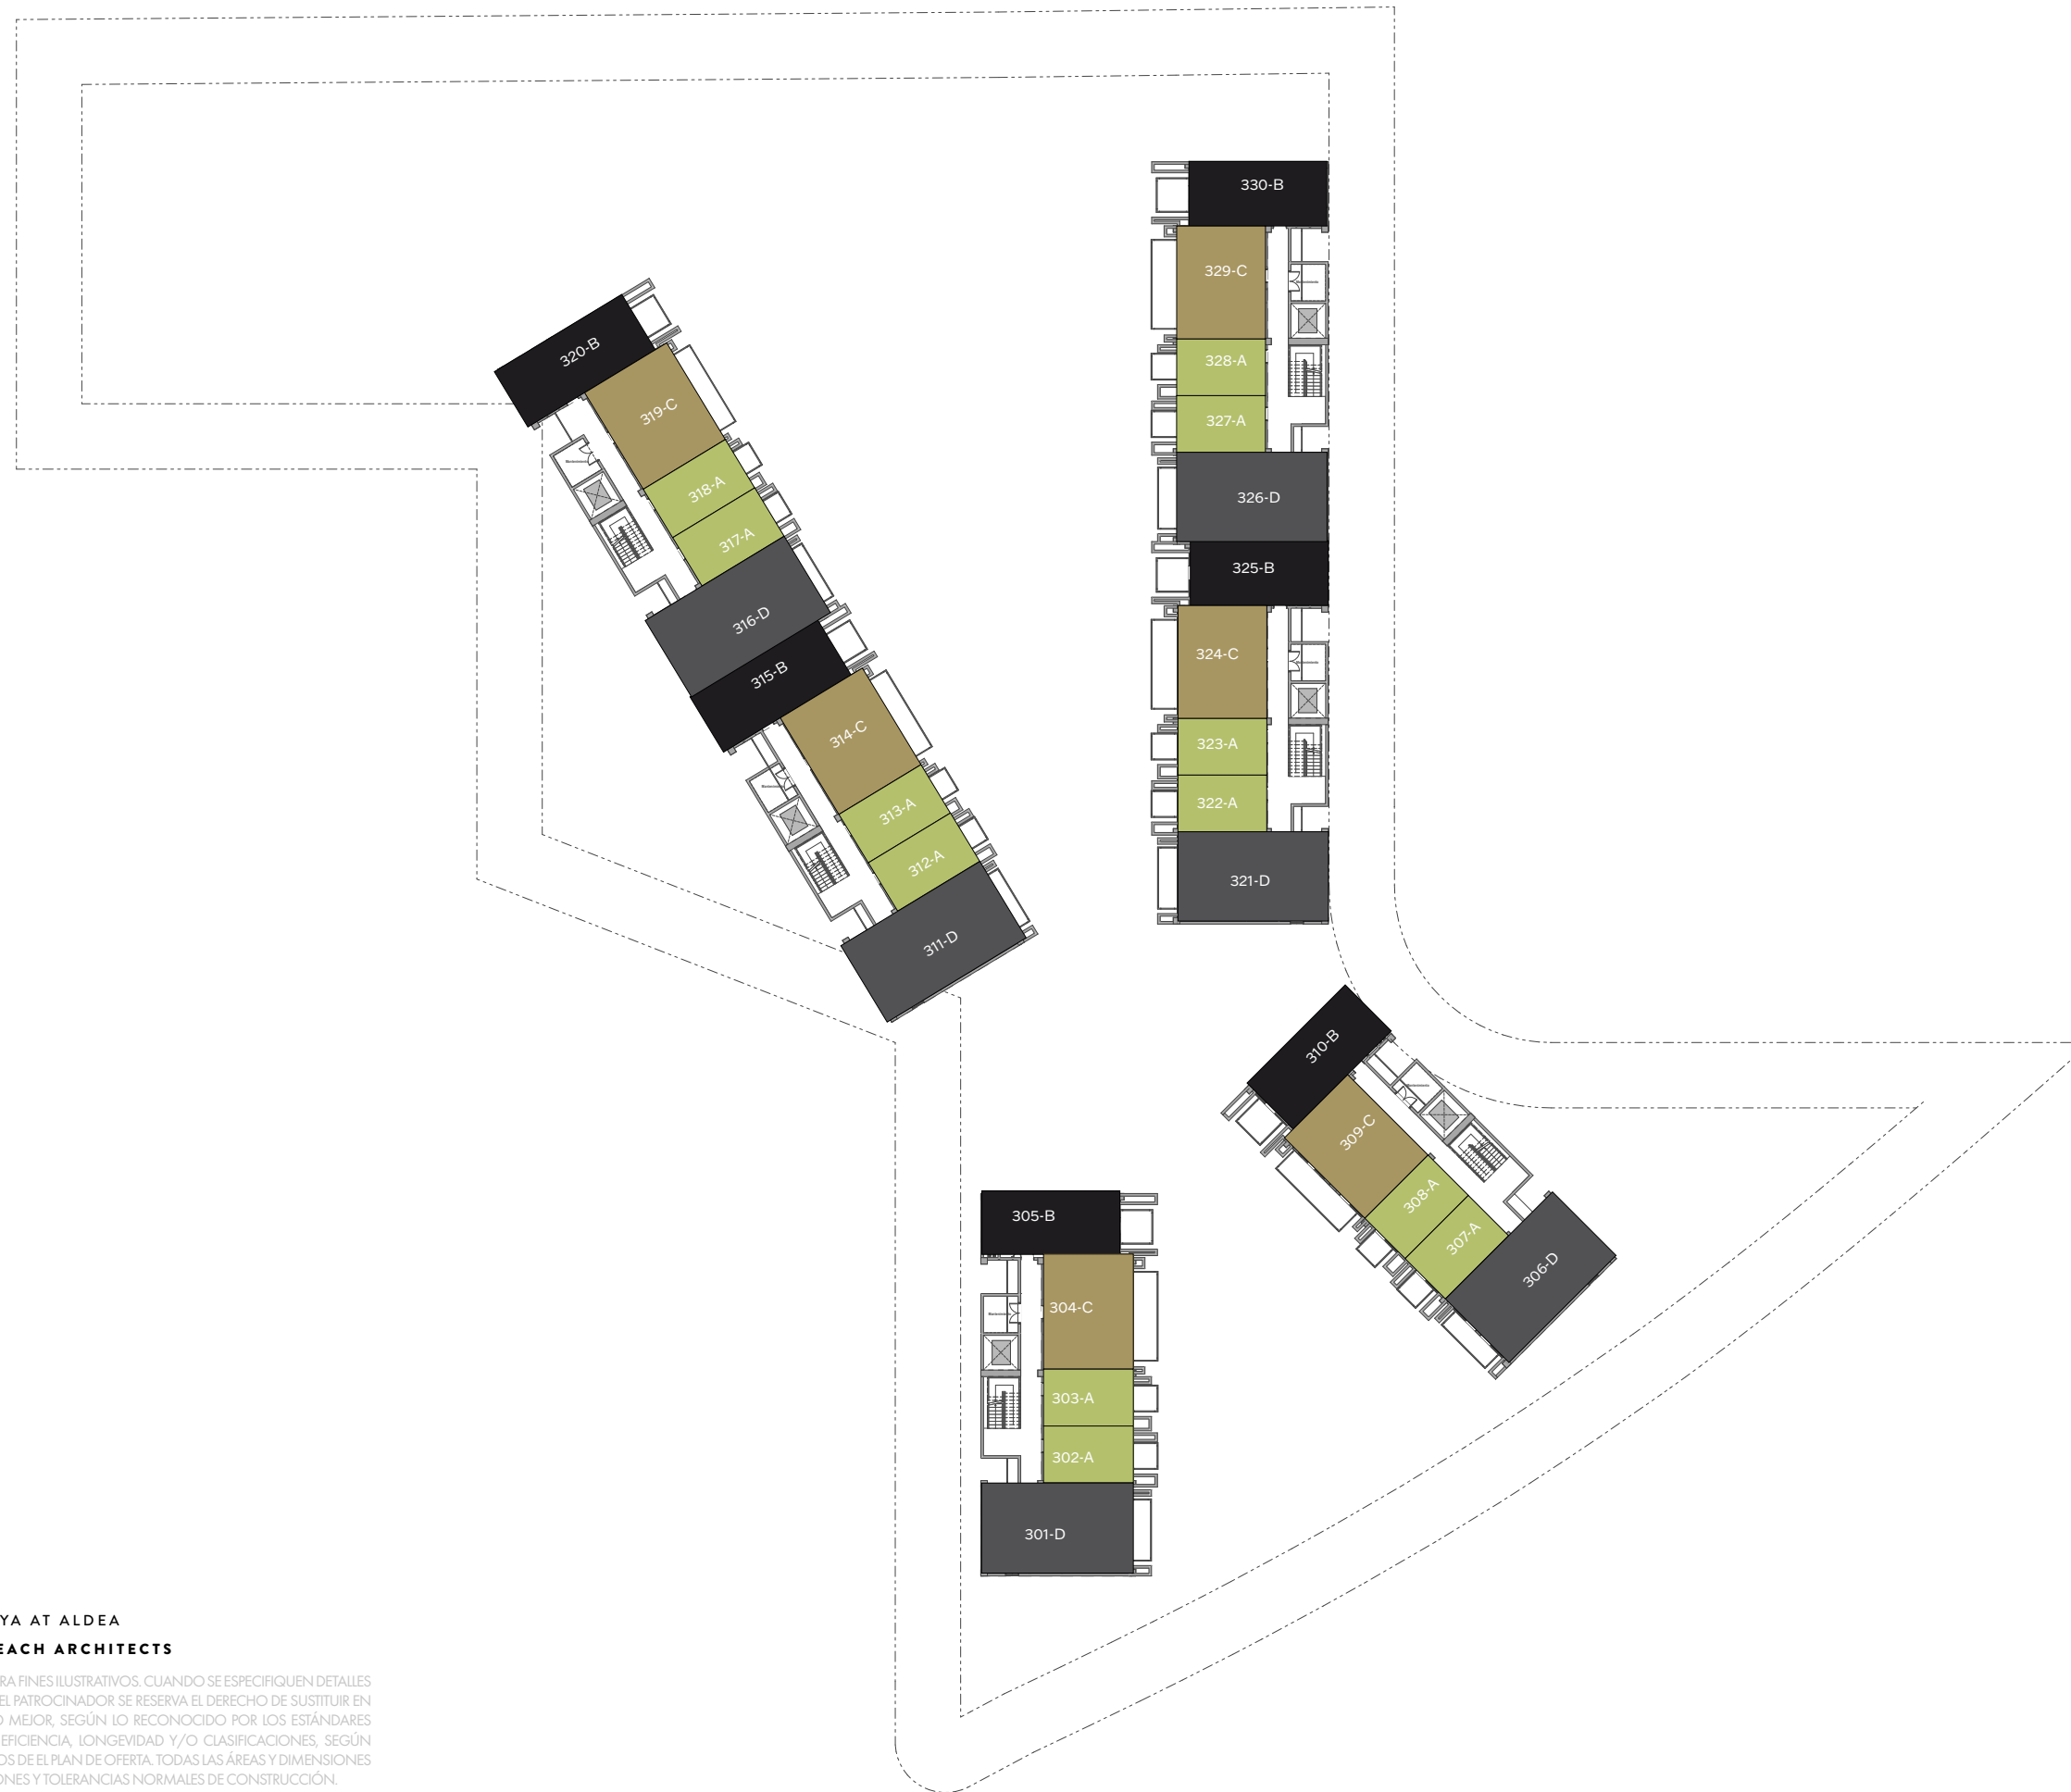 330-B
329-C
328-A
327-A
326-D
325-B
324-C
323-A
322-A
321-D
320-B
319-C
318-A
317-A
316-D
315-B
314-C
313-A
312-A
311-D
310-B
309-C
308-A
307-A
306-D
305-B
304-C
303-A
302-A
301-D
YA AT ALDEA
EACH ARCHITECTS
RA FINES ILUSTRATIVOS. CUANDO SE ESPECIFIQUEN DETALLES
EL PATROCINADOR SE RESERVA EL DERECHO DE SUSTITUIR EN
O MEJOR, SEGÚN LO RECONOCIDO POR LOS ESTÁNDARES
EFICIENCIA, LONGEVIDAD Y/O CLASIFICACIONES, SEGÚN
OS DE EL PLAN DE OFERTA. TODAS LAS ÁREAS Y DIMENSIONES
ONES Y TOLERANCIAS NORMALES DE CONSTRUCCIÓN.